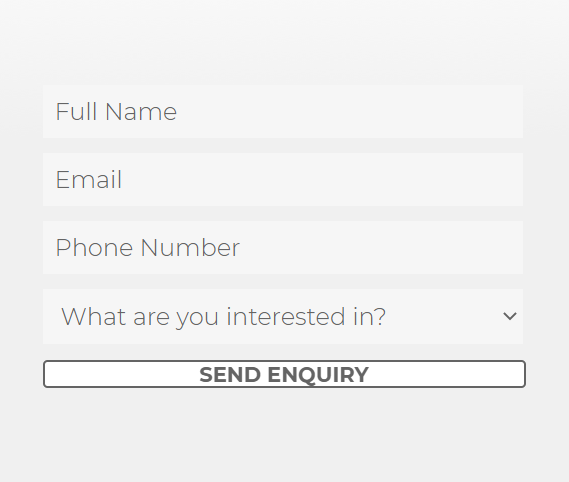 Full Name
Email
Phone Number
What are you interested in?
SEND ENQUIRY